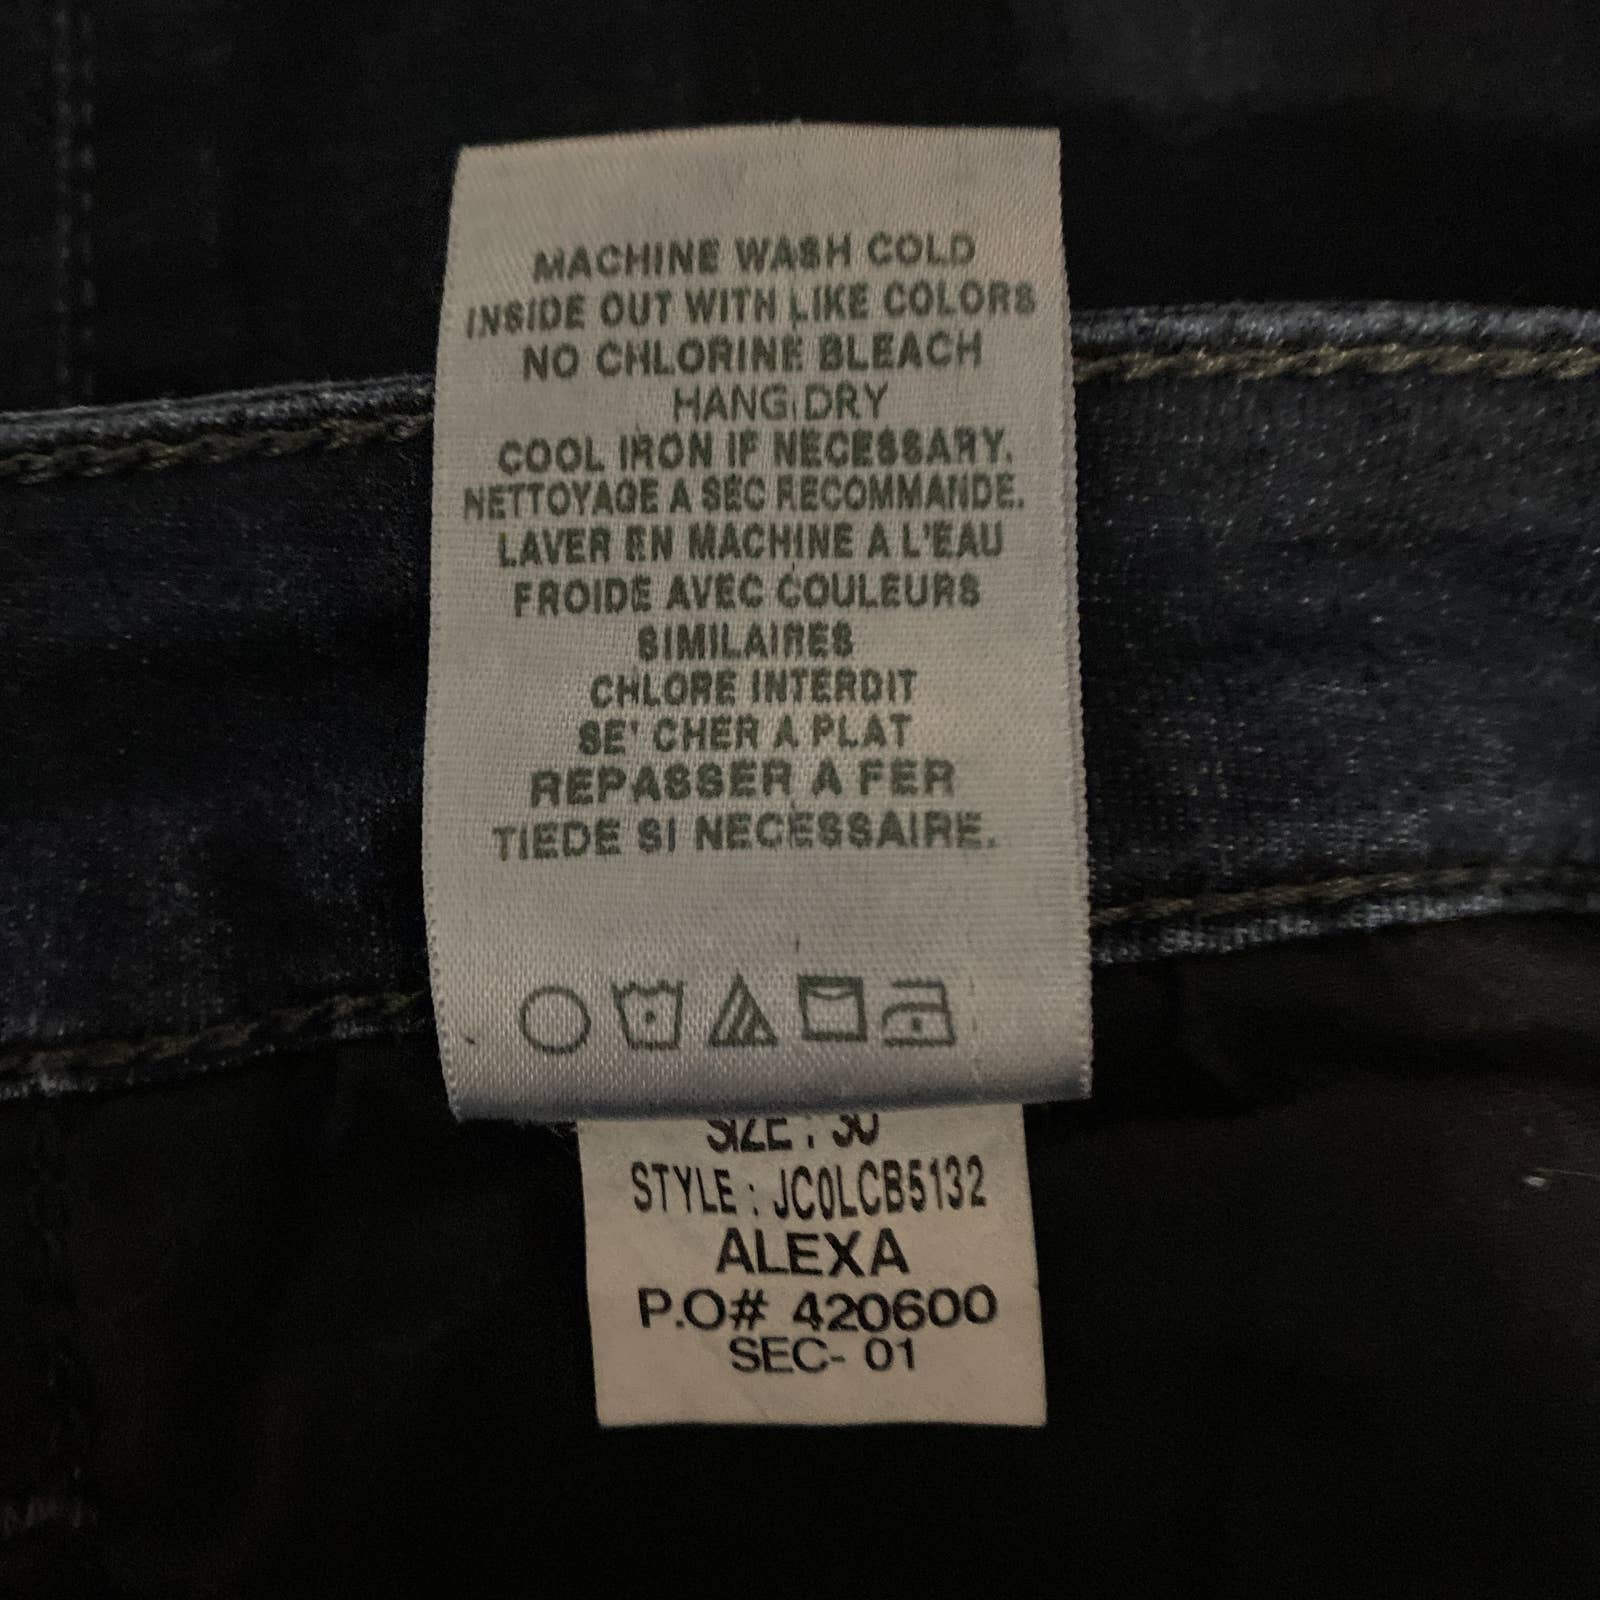 MACHINE WASH COLD
INSIDE OUT WITH LIKE COLORS
NO CHLORINE BLEACH
HANG DRY
COOL IRON IF NECESSARY.
NETTOYAGE A SEC RECOMMANDE.
LAVER EN MACHINE A L'EAU
FROIDE AVEC COULEURS
SIMILAIRES
CHLORE INTERDIT
SE' CHER A PLAT
REPASSER A FER
TIEDE SI NECESSAIRE.
SIZE : 30
STYLE : JC0LCB5132
ALEXA
P.O# 420600
SEC- 01